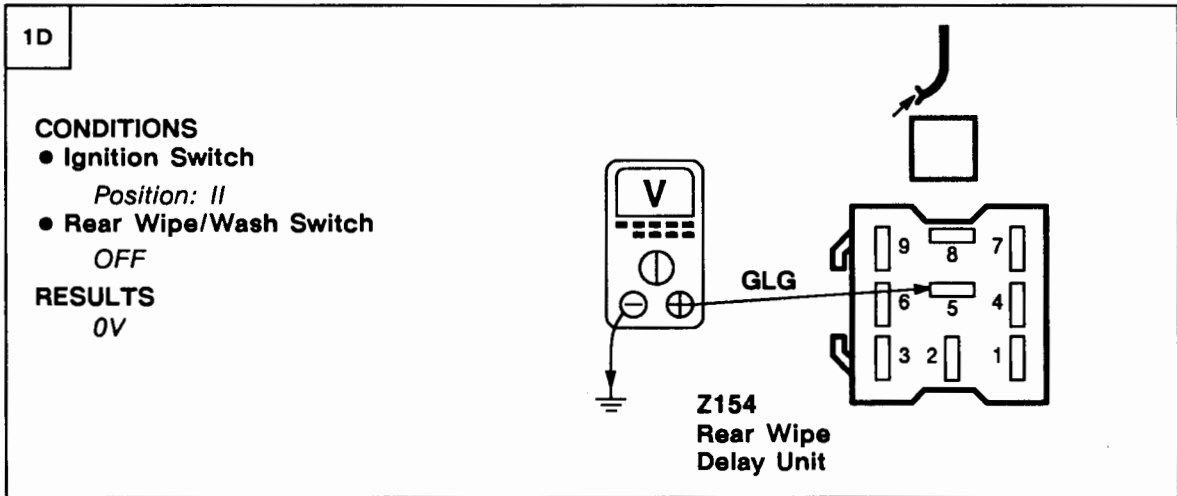 1D
CONDITIONS
● Ignition Switch
Position: II
● Rear Wipe/Wash Switch
OFF
RESULTS
0V
V
GLG
9 8 7
6 5 4
3 2 1
Z154
Rear Wipe
Delay Unit